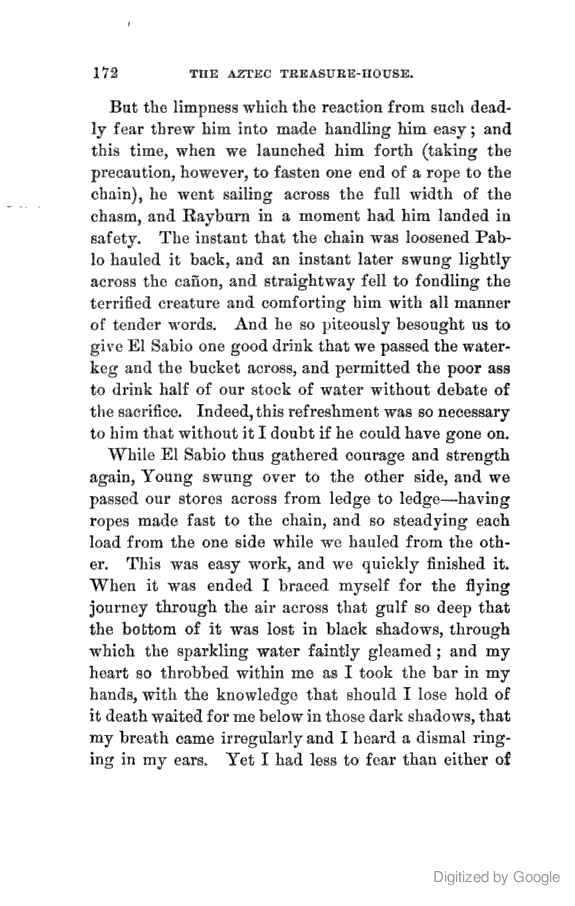 172 THE AZTEC TREASURE-HOUSE.
But the limpness which the reaction from such dead-
ly fear threw him into made handling him easy; and
this time, when we launched him forth (taking the
precaution, however, to fasten one end of a rope to the
chain), he went sailing across the full width of the
chasm, and Rayburn in a moment had him landed in
safety. The instant that the chain was loosened Pab-
lo hauled it back, and an instant later swung lightly
across the cañon, and straightway fell to fondling the
terrified creature and comforting him with all manner
of tender words. And he so piteously besought us to
give El Sabio one good drink that we passed the water-
keg and the bucket across, and permitted the poor ass
to drink half of our stock of water without debate of
the sacrifice. Indeed, this refreshment was so necessary
to him that without it I doubt if he could have gone on.
While El Sabio thus gathered courage and strength
again, Young swung over to the other side, and we
passed our stores across from ledge to ledge—having
ropes made fast to the chain, and so steadying each
load from the one side while we hauled from the oth-
er. This was easy work, and we quickly finished it.
When it was ended I braced myself for the flying
journey through the air across that gulf so deep that
the bottom of it was lost in black shadows, through
which the sparkling water faintly gleamed; and my
heart so throbbed within me as I took the bar in my
hands, with the knowledge that should I lose hold of
it death waited for me below in those dark shadows, that
my breath came irregularly and I heard a dismal ring-
ing in my ears. Yet I had less to fear than either of
Digitized by Google